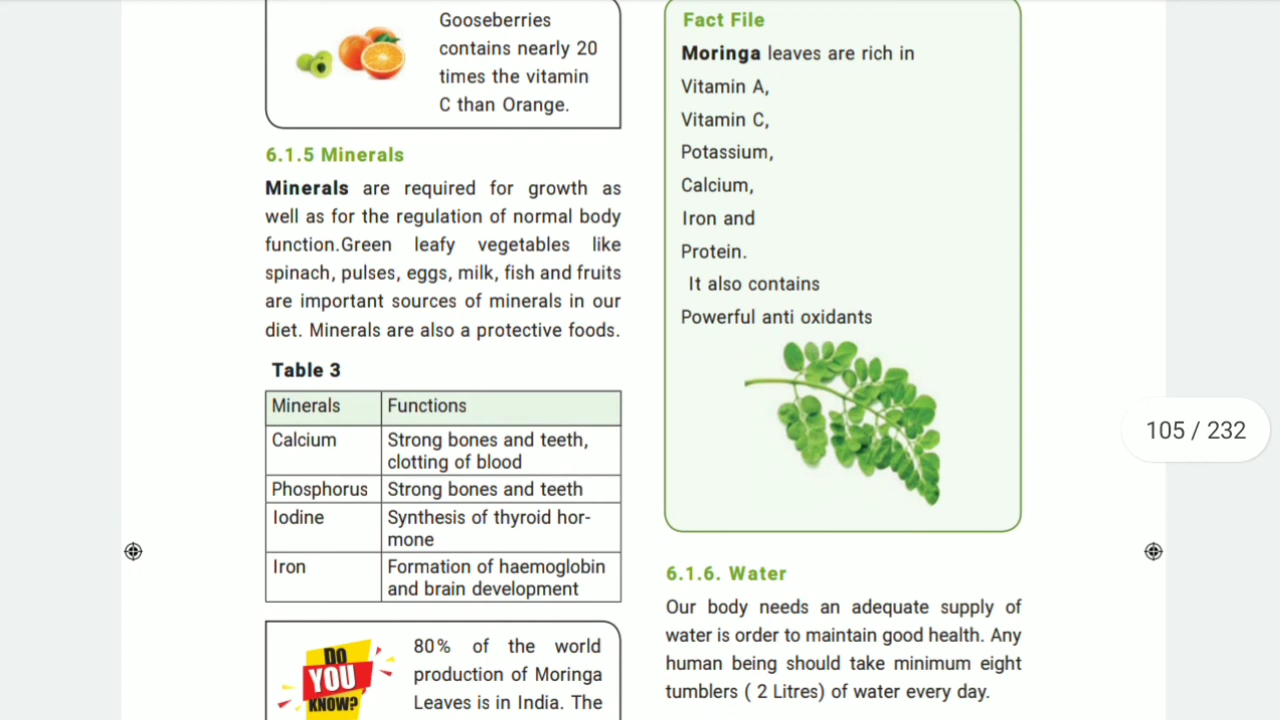 Gooseberries
contains nearly 20
times the vitamin
C than Orange.
6.1.5 Minerals
Minerals are required for growth as
well as for the regulation of normal body
function.Green leafy vegetables like
spinach, pulses, eggs, milk, fish and fruits
are important sources of minerals in our
diet. Minerals are also a protective foods.
Table 3
Minerals Functions
Calcium Strong bones and teeth,
clotting of blood
Phosphorus Strong bones and teeth
Iodine Synthesis of thyroid hor-
mone
Iron Formation of haemoglobin
and brain development
DO
YOU
KNOW?
80% of the world
production of Moringa
Leaves is in India. The
Fact File
Moringa leaves are rich in
Vitamin A,
Vitamin C,
Potassium,
Calcium,
Iron and
Protein.
It also contains
Powerful anti oxidants
6.1.6. Water
Our body needs an adequate supply of
water is order to maintain good health. Any
human being should take minimum eight
tumblers ( 2 Litres) of water every day.
105 / 232